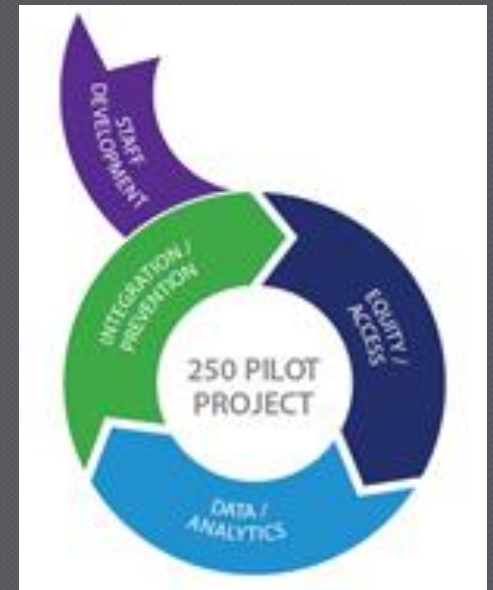 STAFF
DEVELOPMENT
INTEGRATION /
PREVENTION
EQUITY /
ACCESS
250 PILOT
PROJECT
DATA /
ANALYTICS